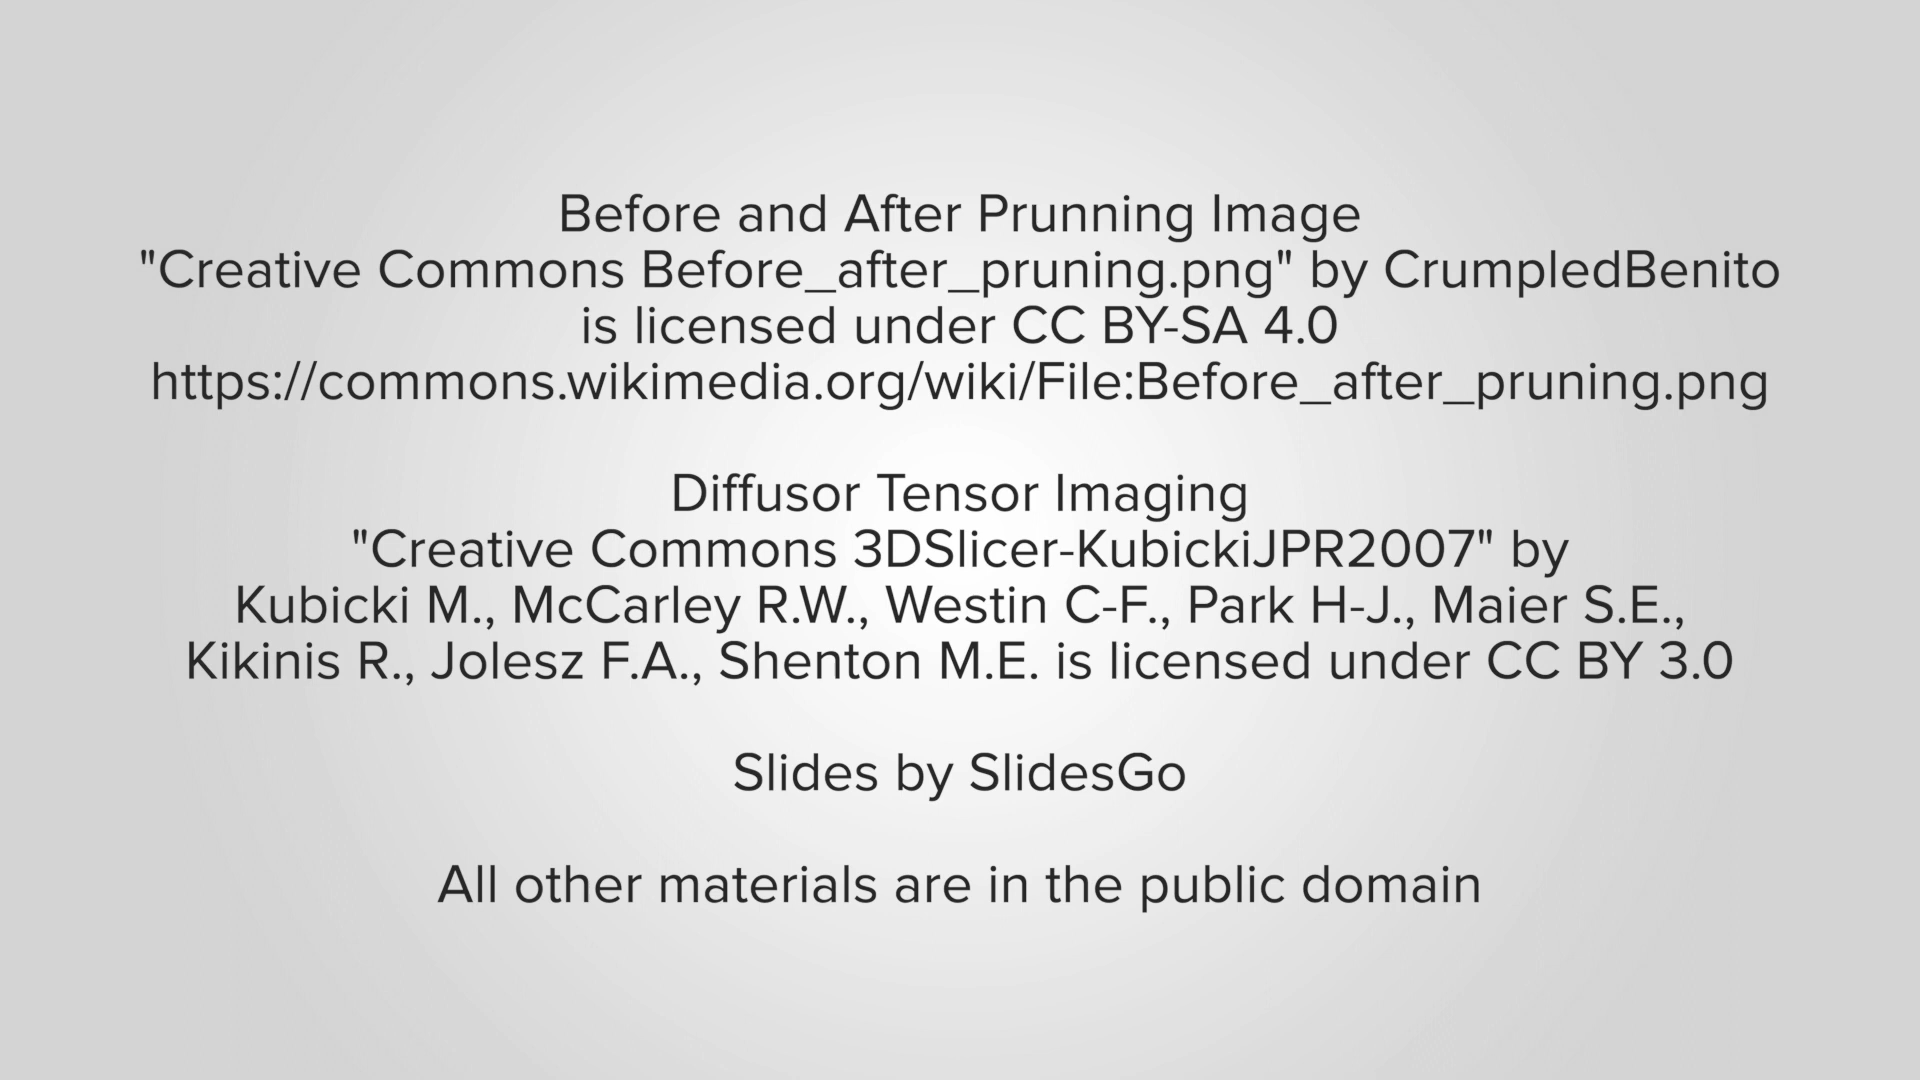 Before and After Prunning Image
"Creative Commons Before_after_pruning.png" by CrumpledBenito
is licensed under CC BY-SA 4.0
https://commons.wikimedia.org/wiki/File:Before_after_pruning.png
Diffusor Tensor Imaging
"Creative Commons 3DSlicer-KubickiJPR2007" by
Kubicki M., McCarley R.W., Westin C-F., Park H-J., Maier S.E.,
Kikinis R., Jolesz F.A., Shenton M.E. is licensed under CC BY 3.0
Slides by SlidesGo
All other materials are in the public domain